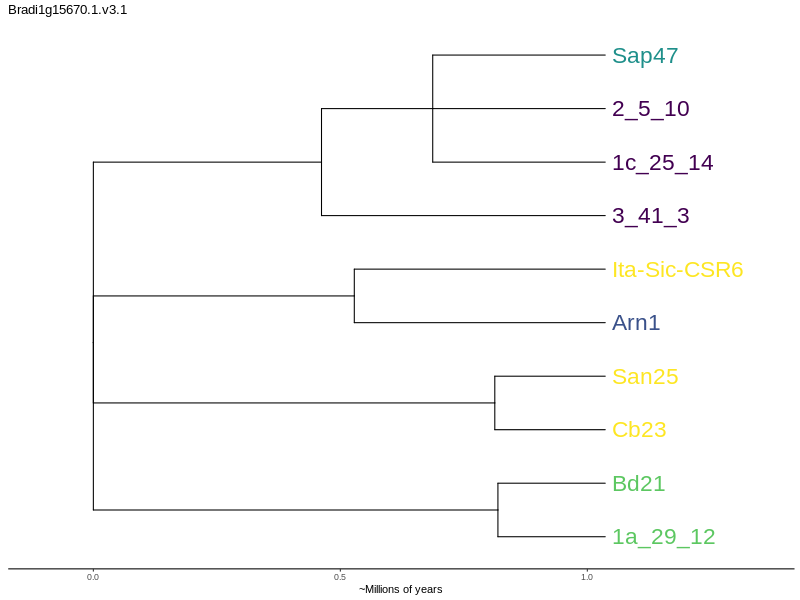 Bradi1g15670.1.v3.1
Sap47
2_5_10
1c_25_14
3_41_3
Ita-Sic-CSR6
Arn1
San25
Cb23
Bd21
1a_29_12
0.0 0.5 1.0
~Millions of years